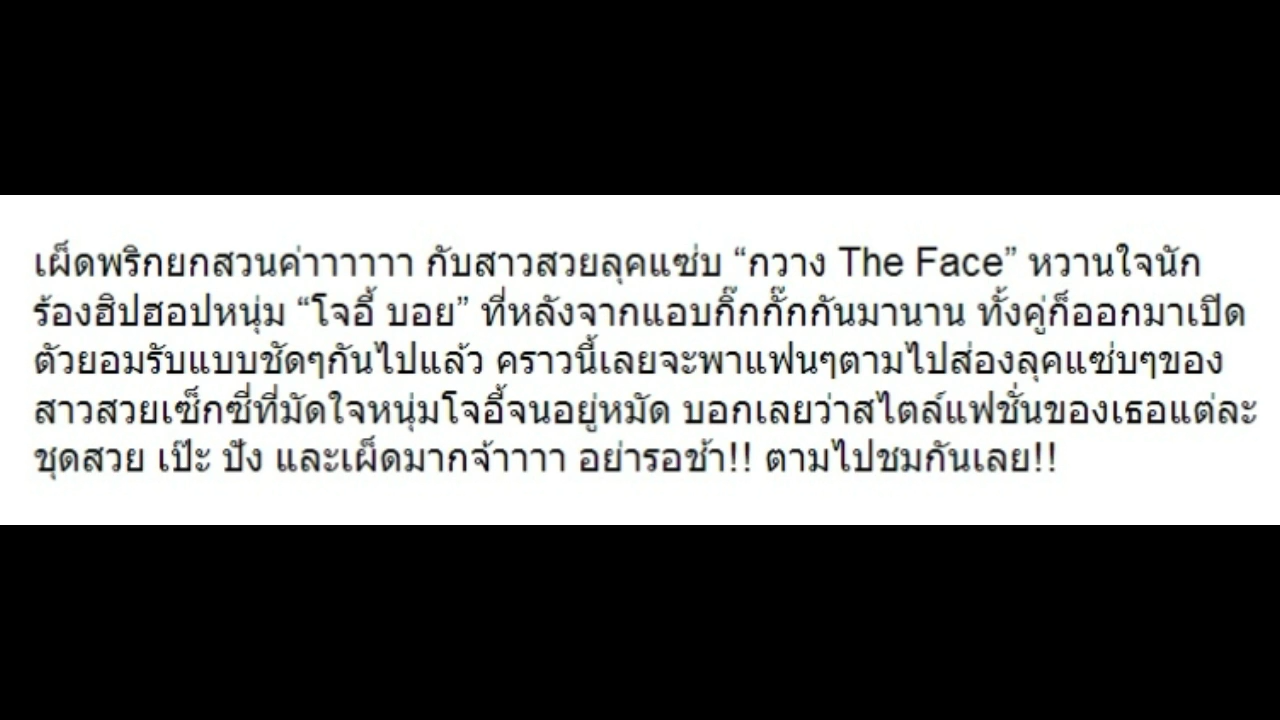 เผ็ดพริกยกสวนค่าาาาาา กับสาวสวยลุคแซ่บ “กวาง The Face” หวานใจนัก
ร้องฮิปฮอปหนุ่ม “โจอี้ บอย” ที่หลังจากแอบกิ๊กกั๊กกันมานาน ทั้งคู่ก็ออกมาเปิด
ตัวยอมรับแบบชัดๆกันไปแล้ว คราวนี้เลยจะพาแฟนๆตามไปส่องลุคแซ่บๆของ
สาวสวยเซ็กซี่ที่มัดใจหนุ่มโจอี้จนอยู่หมัด บอกเลยว่าสไตล์แฟชั่นของเธอแต่ละ
ชุดสวย เป๊ะ ปัง และเผ็ดมากจ้าาาา อย่ารอช้า!! ตามไปชมกันเลย!!